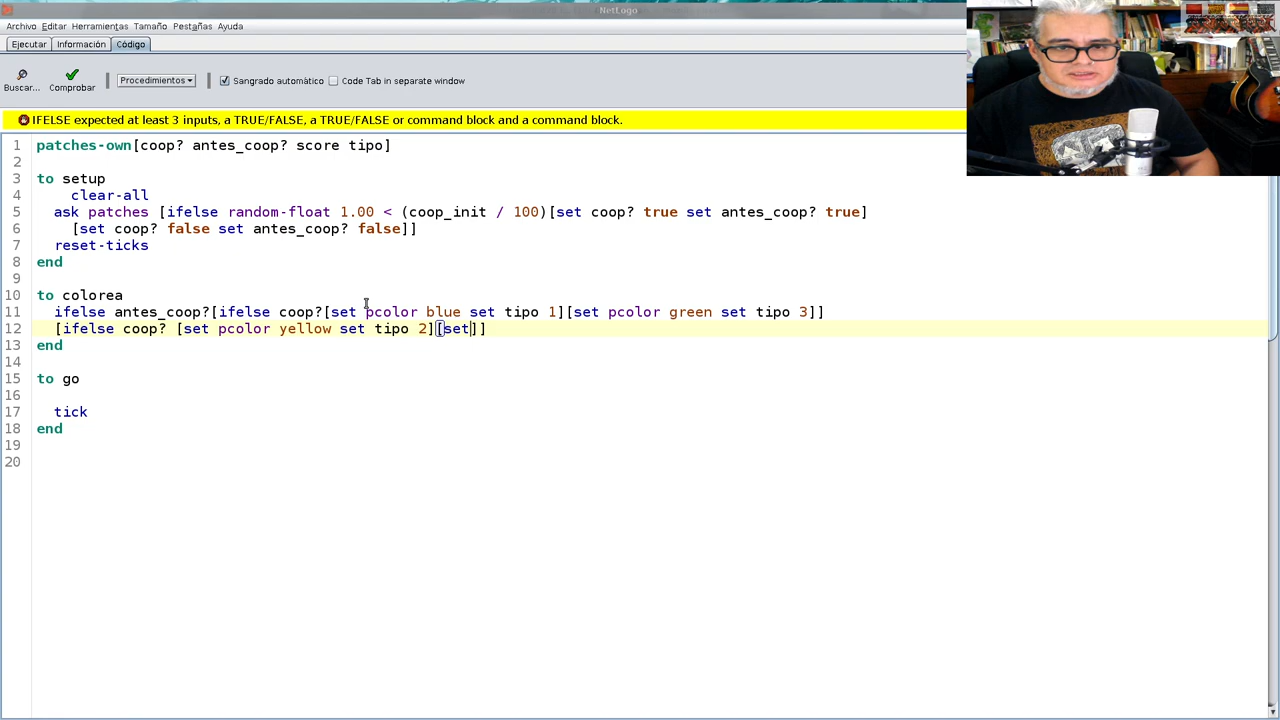 NetLogo
Archivo Editar Herramientas Tamaño Pestañas Ayuda
Ejecutar Información Código
Buscar... Comprobar Procedimientos Sangrado automático Code Tab in separate window
IFELSE expected at least 3 inputs, a TRUE/FALSE, a TRUE/FALSE or command block and a command block.
1 patches-own[coop? antes_coop? score tipo]
2
3 to setup
4 clear-all
5 ask patches [ifelse random-float 1.00 < (coop_init / 100)[set coop? true set antes_coop? true]
6 [set coop? false set antes_coop? false]]
7 reset-ticks
8 end
9
10 to colorea
11 ifelse antes_coop?[ifelse coop?[set pcolor blue set tipo 1][set pcolor green set tipo 3]]
12 [ifelse coop? [set pcolor yellow set tipo 2][set]]
13 end
14
15 to go
16
17 tick
18 end
19
20